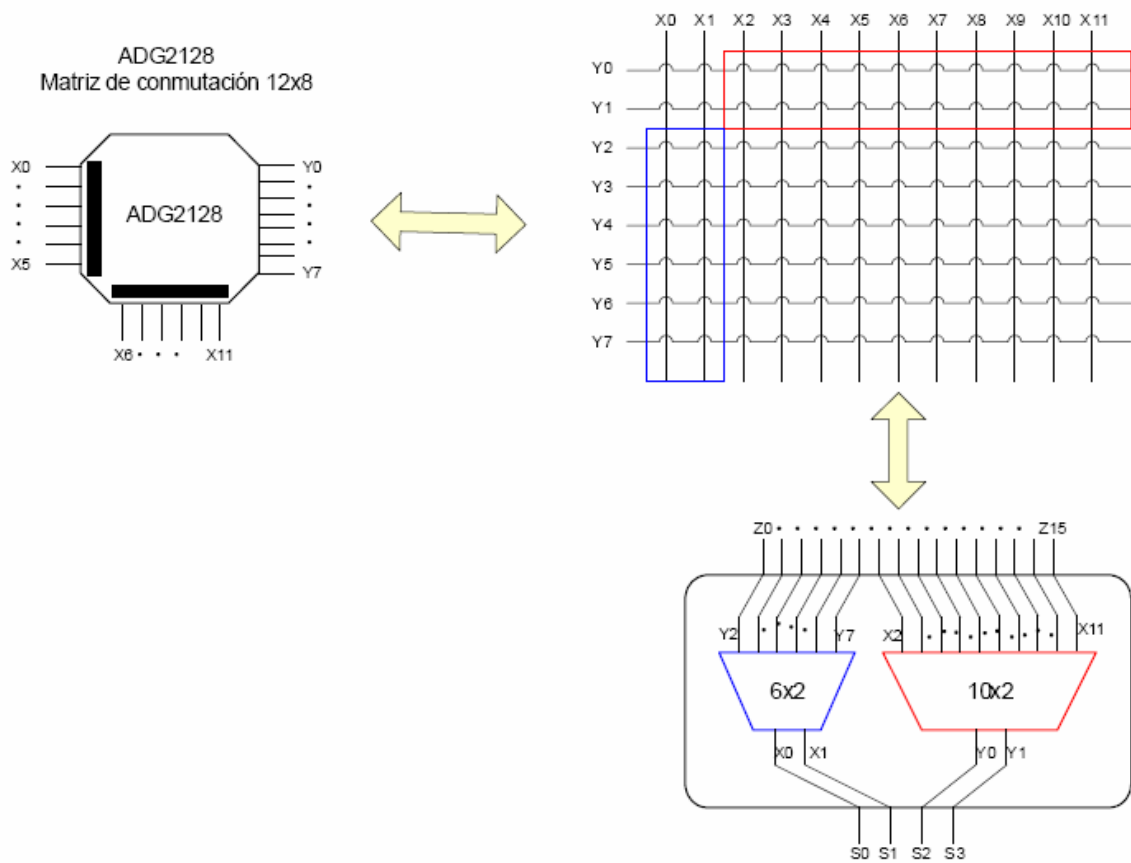 ADG2128
Matriz de conmutación 12x8
X0
X5
ADG2128
Y0
Y7
X6
X11
X0 X1 X2 X3 X4 X5 X6 X7 X8 X9 X10 X11
Y0
Y1
Y2
Y3
Y4
Y5
Y6
Y7
Z0 Z15
Y2 Y7 X2 X11
6x2 10x2
X0 X1 Y0 Y1
S0 S1 S2 S3